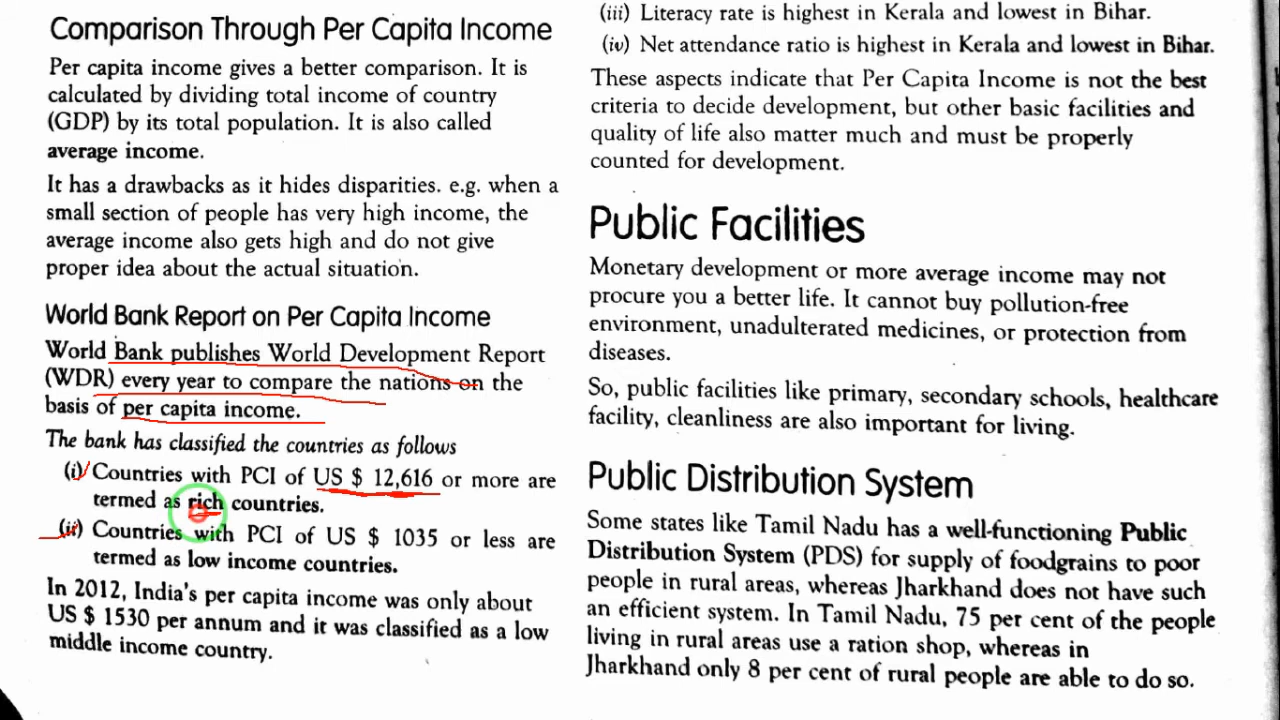 Comparison Through Per Capita Income
Per capita income gives a better comparison. It is
calculated by dividing total income of country
(GDP) by its total population. It is also called
average income.
It has a drawbacks as it hides disparities. e.g. when a
small section of people has very high income, the
average income also gets high and do not give
proper idea about the actual situation.
World Bank Report on Per Capita Income
World Bank publishes World Development Report
(WDR) every year to compare the nations on the
basis of per capita income.
The bank has classified the countries as follows
(i) Countries with PCI of US $ 12,616 or more are
termed as rich countries.
(ii) Countries with PCI of US $ 1035 or less are
termed as low income countries.
In 2012, India's per capita income was only about
US $ 1530 per annum and it was classified as a low
middle income country.
(iii) Literacy rate is highest in Kerala and lowest in Bihar.
(iv) Net attendance ratio is highest in Kerala and lowest in Bihar.
These aspects indicate that Per Capita Income is not the best
criteria to decide development, but other basic facilities and
quality of life also matter much and must be properly
counted for development.
Public Facilities
Monetary development or more average income may not
procure you a better life. It cannot buy pollution-free
environment, unadulterated medicines, or protection from
diseases.
So, public facilities like primary, secondary schools, healthcare
facility, cleanliness are also important for living.
Public Distribution System
Some states like Tamil Nadu has a well-functioning Public
Distribution System (PDS) for supply of foodgrains to poor
people in rural areas, whereas Jharkhand does not have such
an efficient system. In Tamil Nadu, 75 per cent of the people
living in rural areas use a ration shop, whereas in
Jharkhand only 8 per cent of rural people are able to do so.